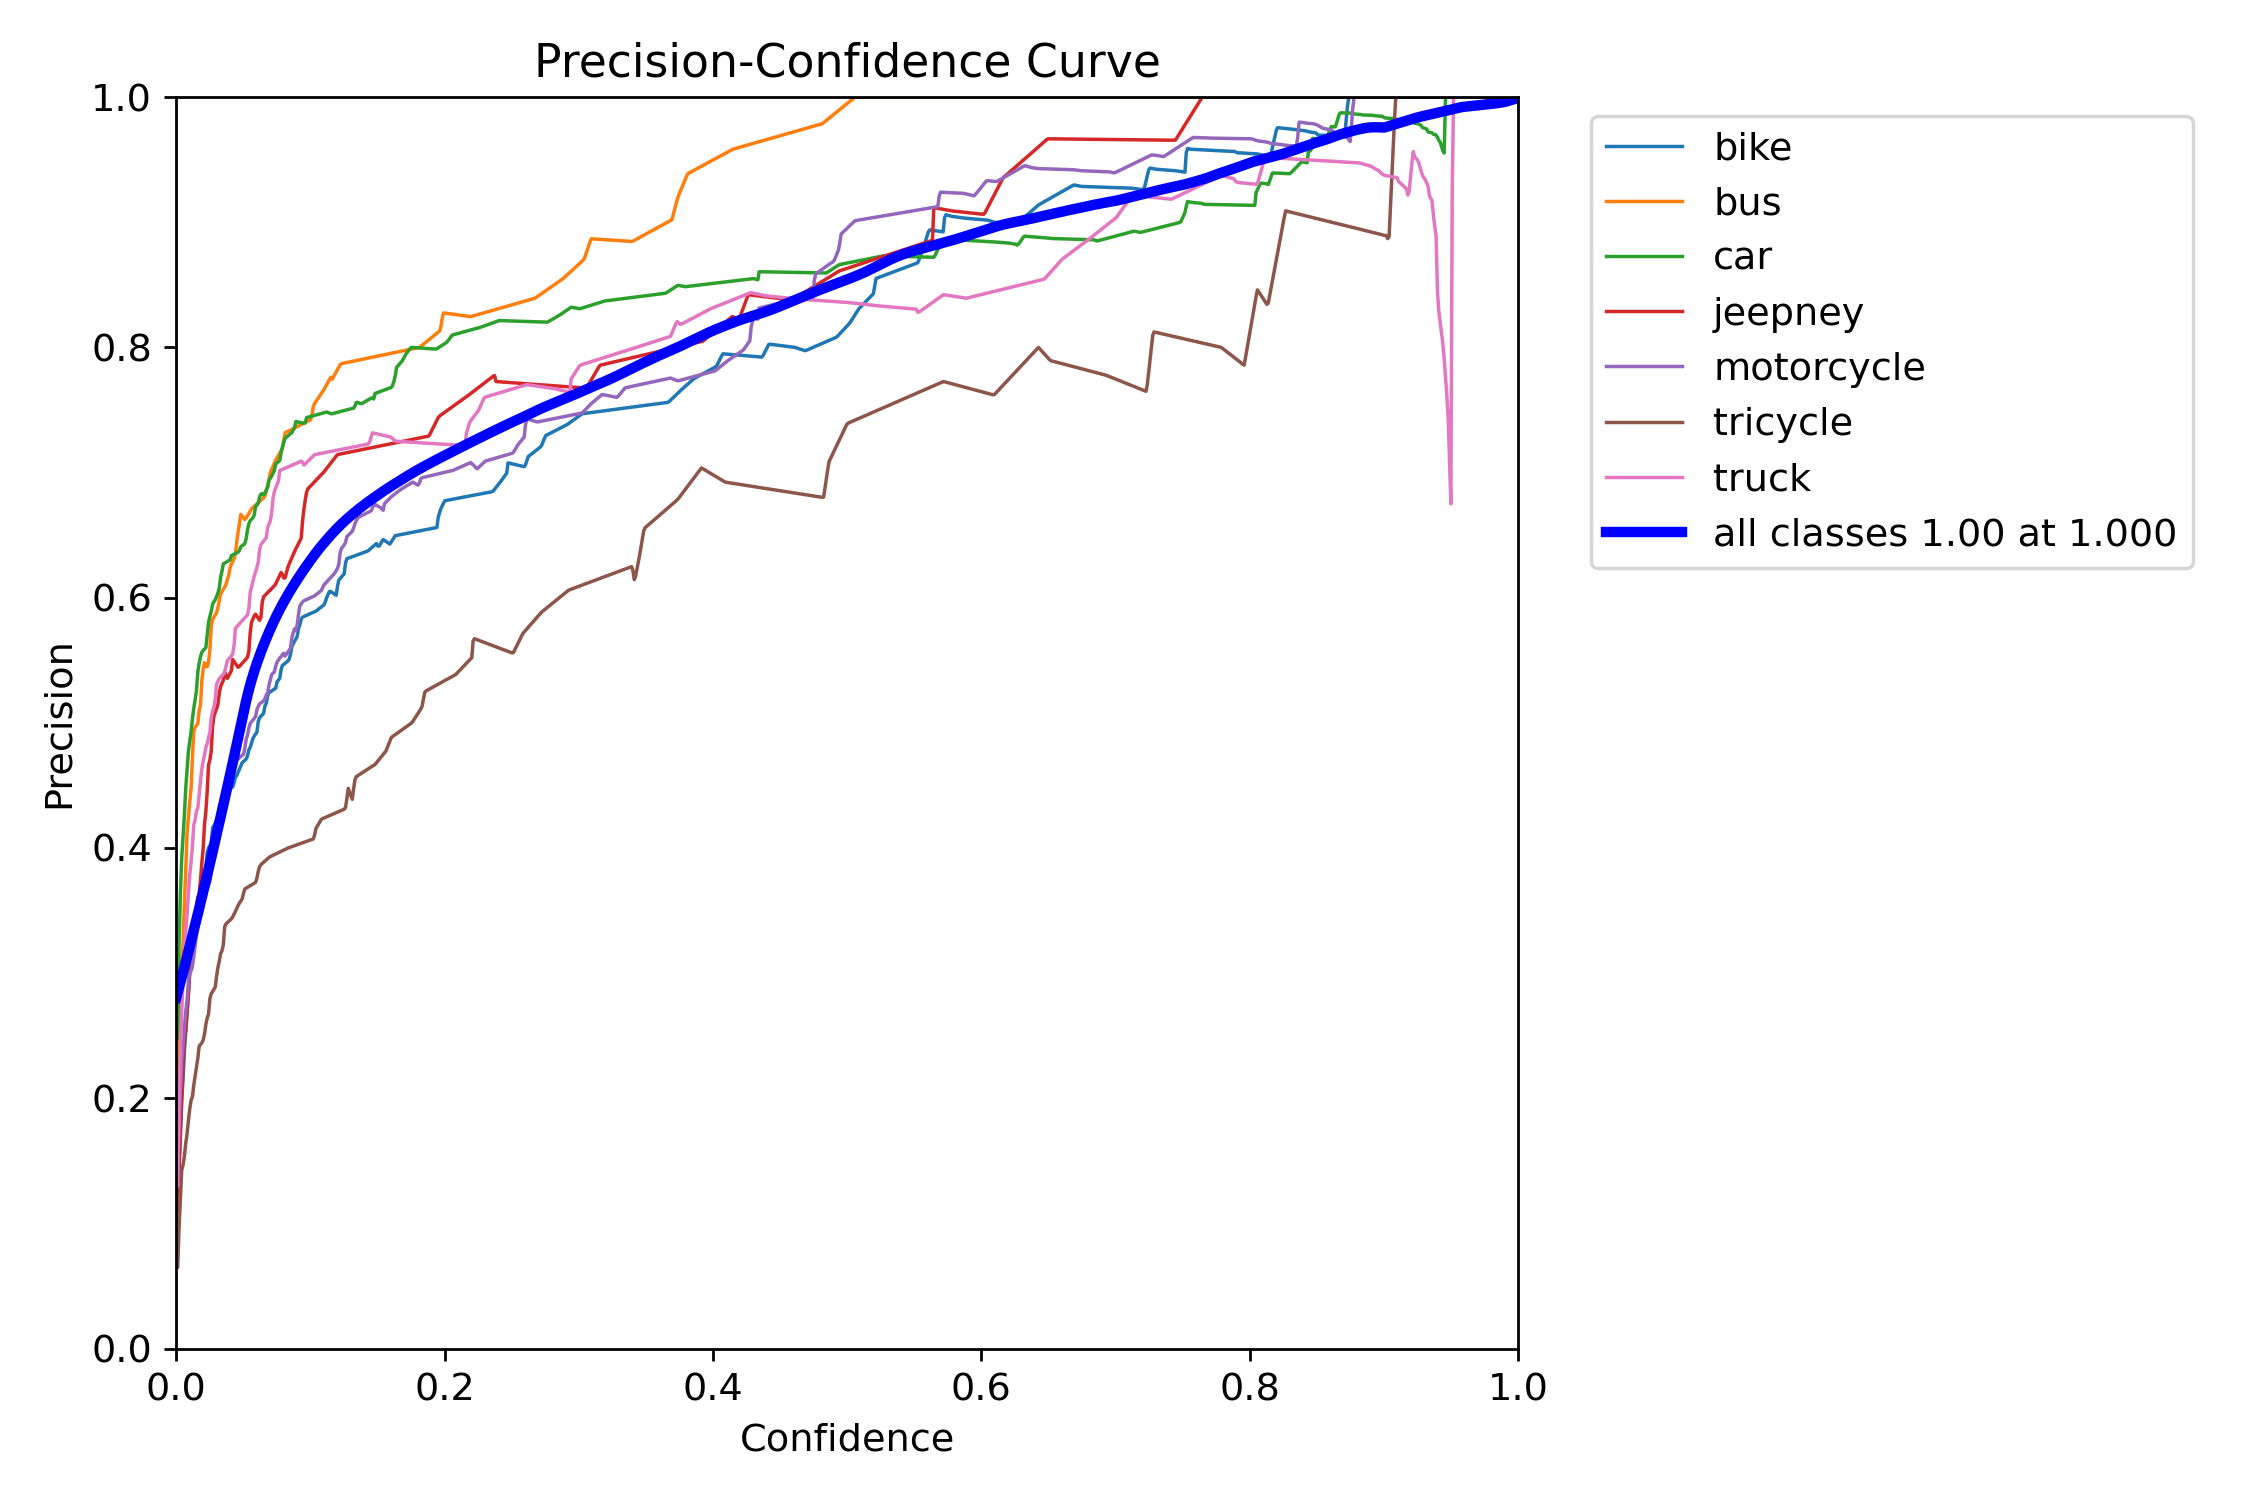 Precision-Confidence Curve
1.0
0.8
0.6
0.4
0.2
0.0
Precision
0.0 0.2 0.4 0.6 0.8 1.0
Confidence
bike
bus
car
jeepney
motorcycle
tricycle
truck
all classes 1.00 at 1.000